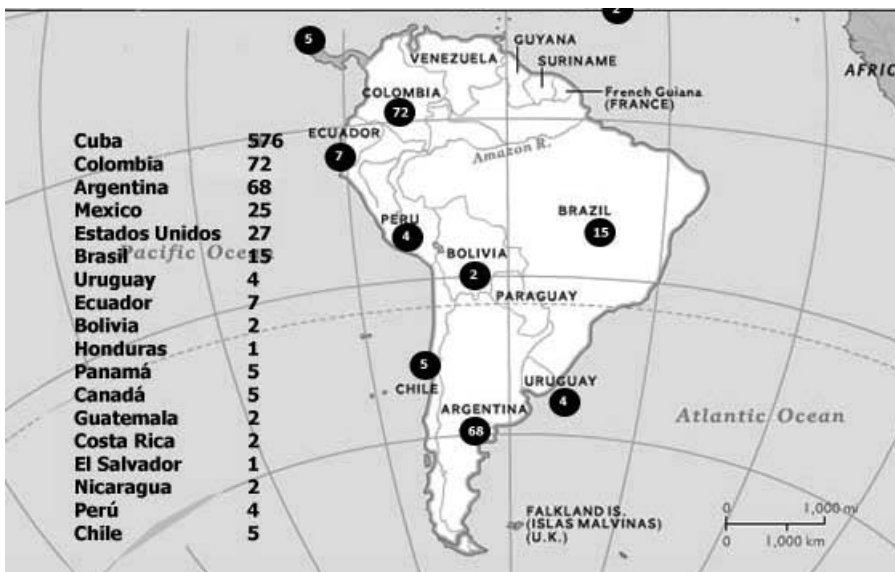 2
5
AFRIC
GUYANA
VENEZUELA
SURINAME
COLOMBIA
French Guiana
(FRANCE)
72
ECUADOR
Amazon R.
7
Cuba 576
Colombia 72
Argentina 68
Mexico 25
Estados Unidos 27
Brasil 15
Uruguay 4
Ecuador 7
Bolivia 2
Honduras 1
Panamá 5
Canadá 5
Guatemala 2
Costa Rica 2
El Salvador 1
Nicaragua 2
Perú 4
Chile 5
Pacific Ocean
PERU
4
BRAZIL
15
BOLIVIA
2
PARAGUAY
5
CHILE
URUGUAY
4
ARGENTINA
68
Atlantic Ocean
FALKLAND IS.
(ISLAS MALVINAS)
(U.K.)
0 1,000 mi
0 1,000 km